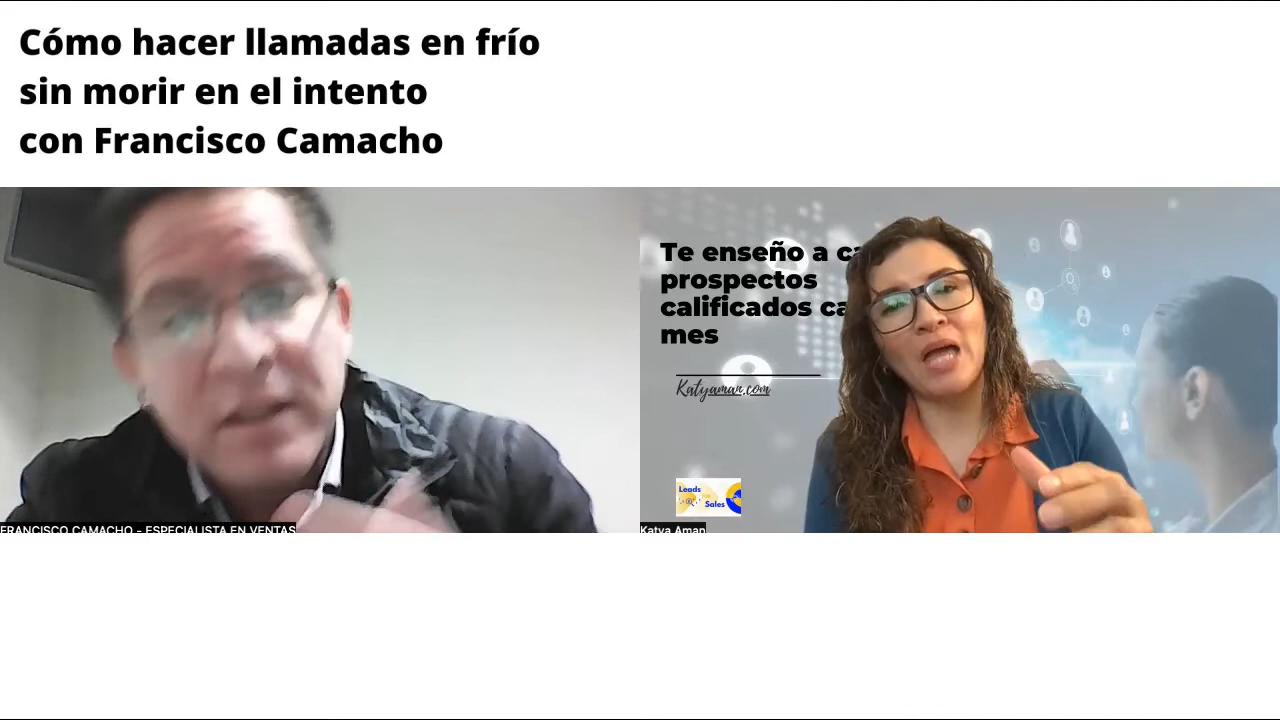 Cómo hacer llamadas en frío
sin morir en el intento
con Francisco Camacho
Te enseño a ca
prospectos
calificados ca
mes
Katyaman.com
Leads
Sales
FRANCISCO CAMACHO - ESPECIALISTA EN VENTAS
Katya Aman